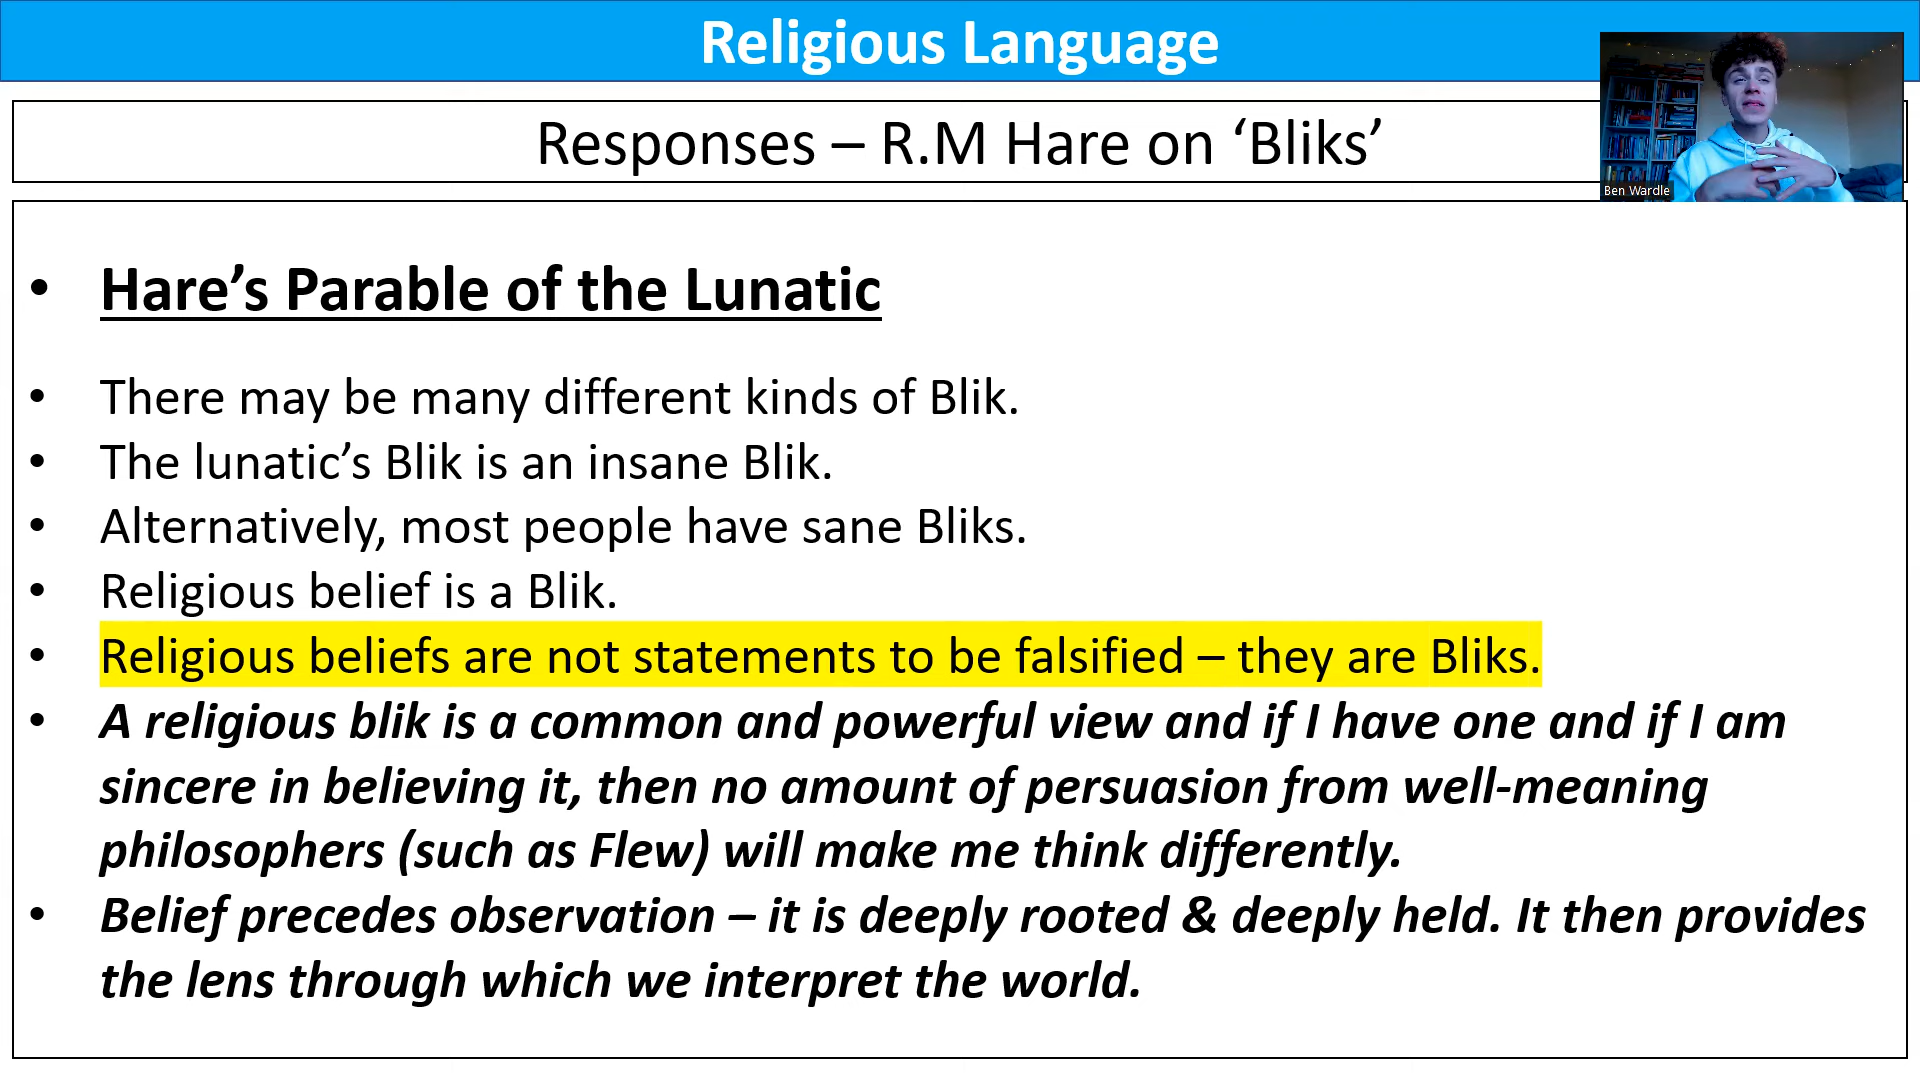 Religious Language
Responses – R.M Hare on ‘Bliks’
Ben Wardle
• Hare’s Parable of the Lunatic
• There may be many different kinds of Blik.
• The lunatic’s Blik is an insane Blik.
• Alternatively, most people have sane Bliks.
• Religious belief is a Blik.
• Religious beliefs are not statements to be falsified – they are Bliks.
• A religious blik is a common and powerful view and if I have one and if I am
sincere in believing it, then no amount of persuasion from well-meaning
philosophers (such as Flew) will make me think differently.
• Belief precedes observation – it is deeply rooted & deeply held. It then provides
the lens through which we interpret the world.